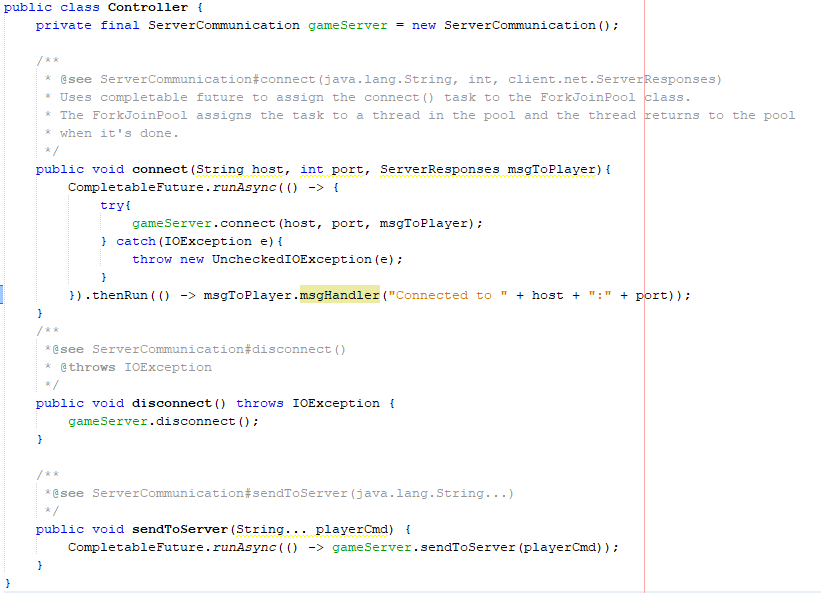 public class Controller {
    private final ServerCommunication gameServer = new ServerCommunication();

    /**
     * @see ServerCommunication#connect(java.lang.String, int, client.net.ServerResponses)
     * Uses completable future to assign the connect() task to the ForkJoinPool class.
     * The ForkJoinPool assigns the task to a thread in the pool and the thread returns to the pool
     * when it's done.
     */
    public void connect(String host, int port, ServerResponses msgToPlayer){
        CompletableFuture.runAsync(() -> {
            try{
                gameServer.connect(host, port, msgToPlayer);
            } catch(IOException e){
                throw new UncheckedIOException(e);
            }
        }).thenRun(() -> msgToPlayer.msgHandler("Connected to " + host + ":" + port));
    }
    /**
     *@see ServerCommunication#disconnect()
     * @throws IOException
     */
    public void disconnect() throws IOException {
        gameServer.disconnect();
    }

    /**
     *@see ServerCommunication#sendToServer(java.lang.String...)
     */
    public void sendToServer(String... playerCmd) {
        CompletableFuture.runAsync(() -> gameServer.sendToServer(playerCmd));
    }
}